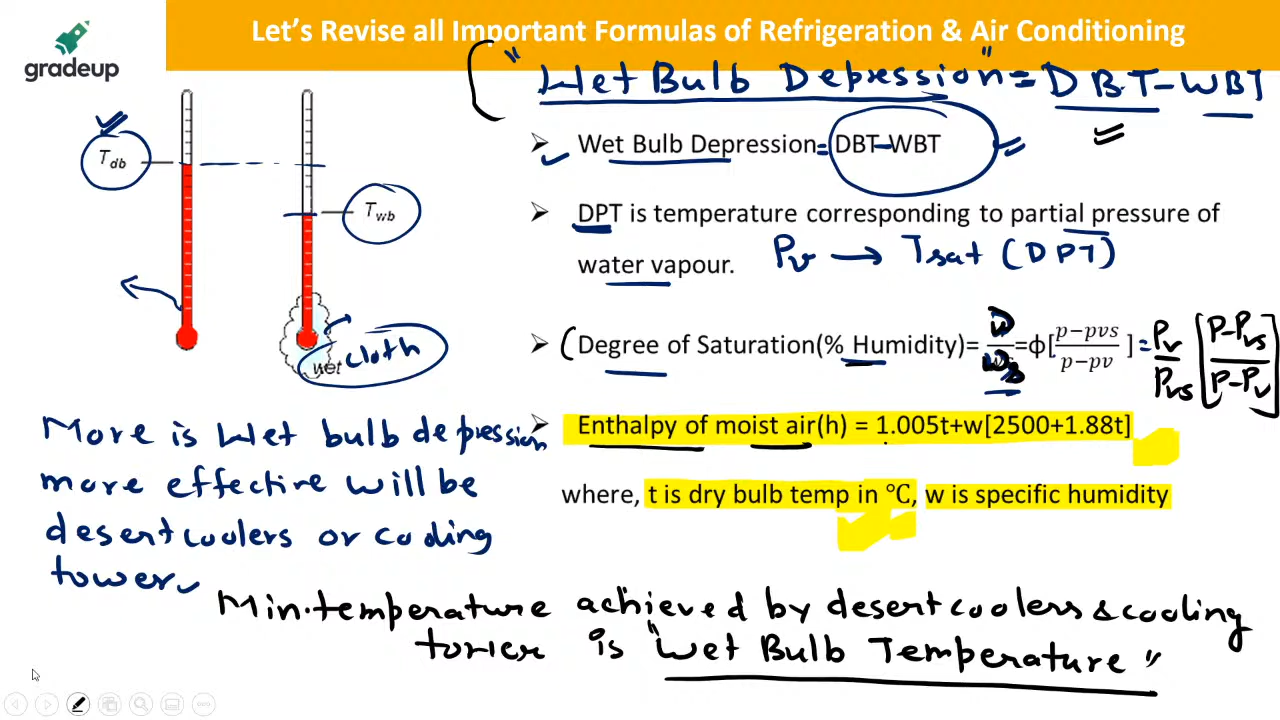 Let's Revise all Important Formulas of Refrigeration & Air Conditioning
gradeup
"Wet Bulb Depression" = DBT-WBT
Tdb
Twb
wet cloth
➤ Wet Bulb Depression= DBT-WBT
➤ DPT is temperature corresponding to partial pressure of
water vapour.
Pv → Tsat (DPT)
➤ Degree of Saturation(% Humidity)= =ϕ[(p−pvs)/(p−pv)] = Pv/Pvs [(P-Pvs)/(P-Pv)]
➤ Enthalpy of moist air(h) = 1.005t+w[2500+1.88t]
where, t is dry bulb temp in ℃, w is specific humidity
More is wet bulb depression
more effective will be
desert coolers or cooling
tower
Min. temperature achieved by desert coolers & cooling
tower is "Wet Bulb Temperature"